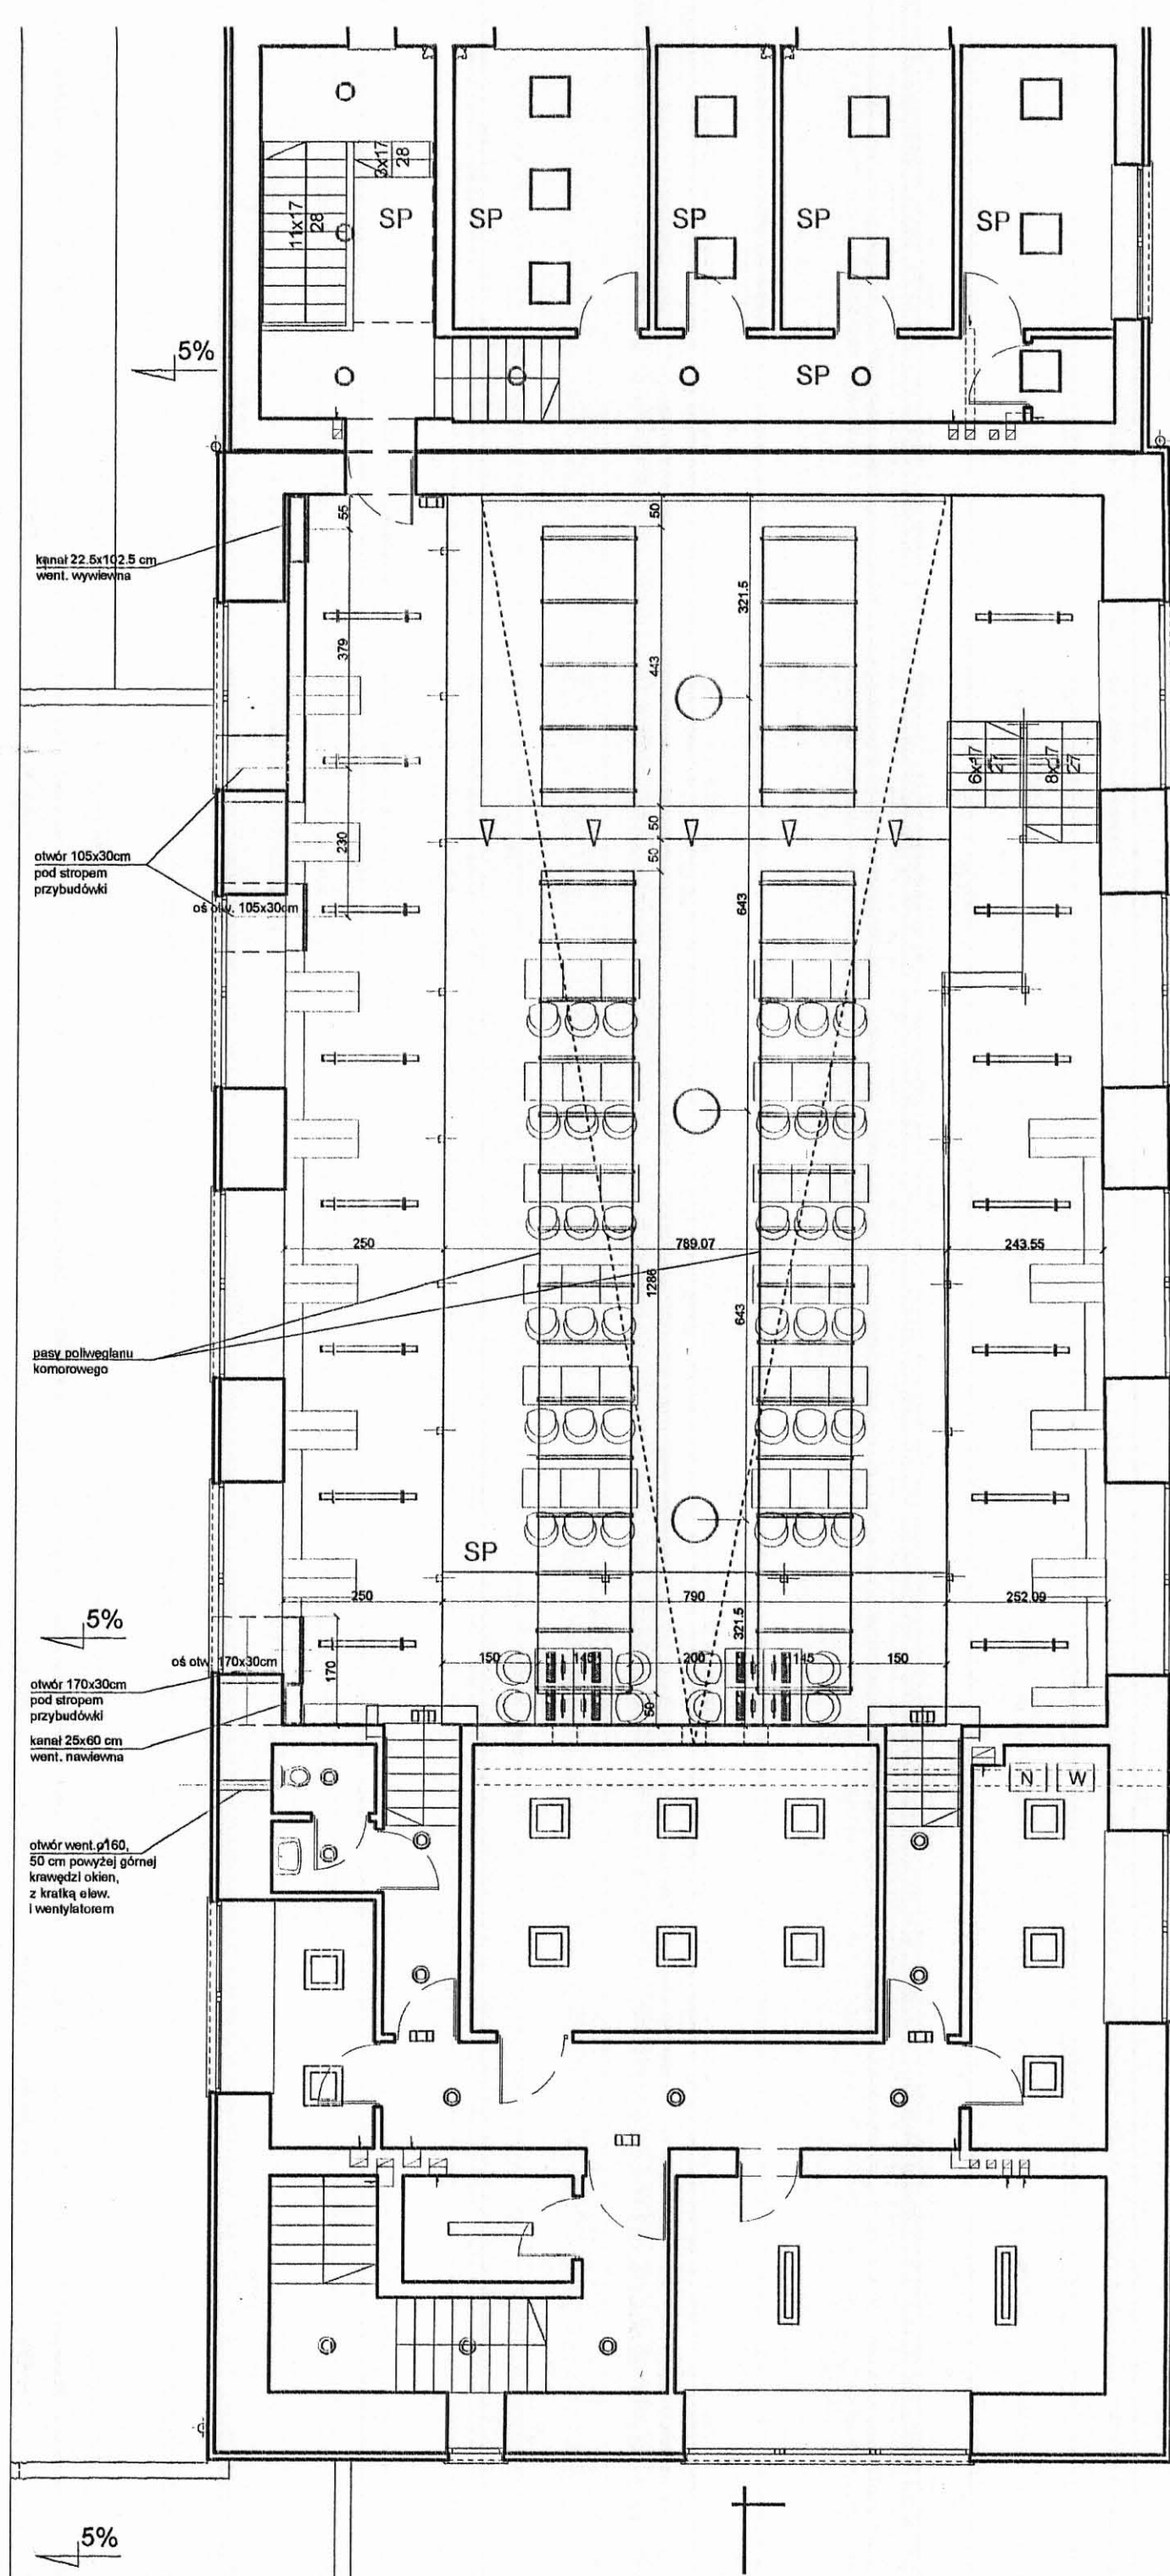 3x17
28
11x17
28
SP
SP
SP
SP
SP
5%
SP
55
50
kanał 22.5x102.5 cm
went. wywiewna
321.5
379
443
6x17
27
8x17
27
50
230
50
otwór 105x30cm
pod stropem
przybudówki
oś otw. 105x30cm
643
250
789.07
243.55
1286
643
pasy poliwęglanu
komorowego
SP
250
790
252.09
5%
321.5
170
oś otw. 170x30cm
150
145
200
145
150
otwór 170x30cm
pod stropem
przybudówki
50
kanał 25x60 cm
went. nawiewna
N
W
otwór went.ø160,
50 cm powyżej górnej
krawędzi okien,
z kratką elew.
i wentylatorem
5%